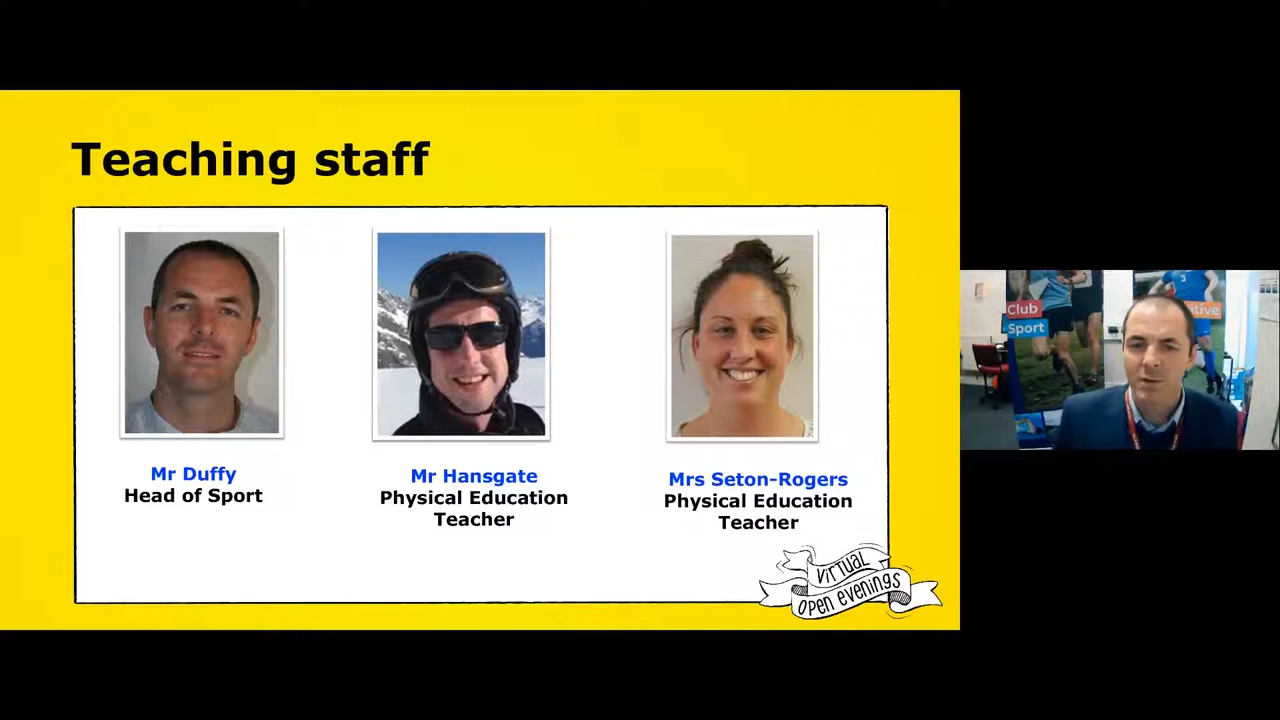 Teaching staff
Mr Duffy
Head of Sport
Mr Hansgate
Physical Education
Teacher
Mrs Seton-Rogers
Physical Education
Teacher
VIRTUAL
OPEN EVENINGS
Club
Sport
3